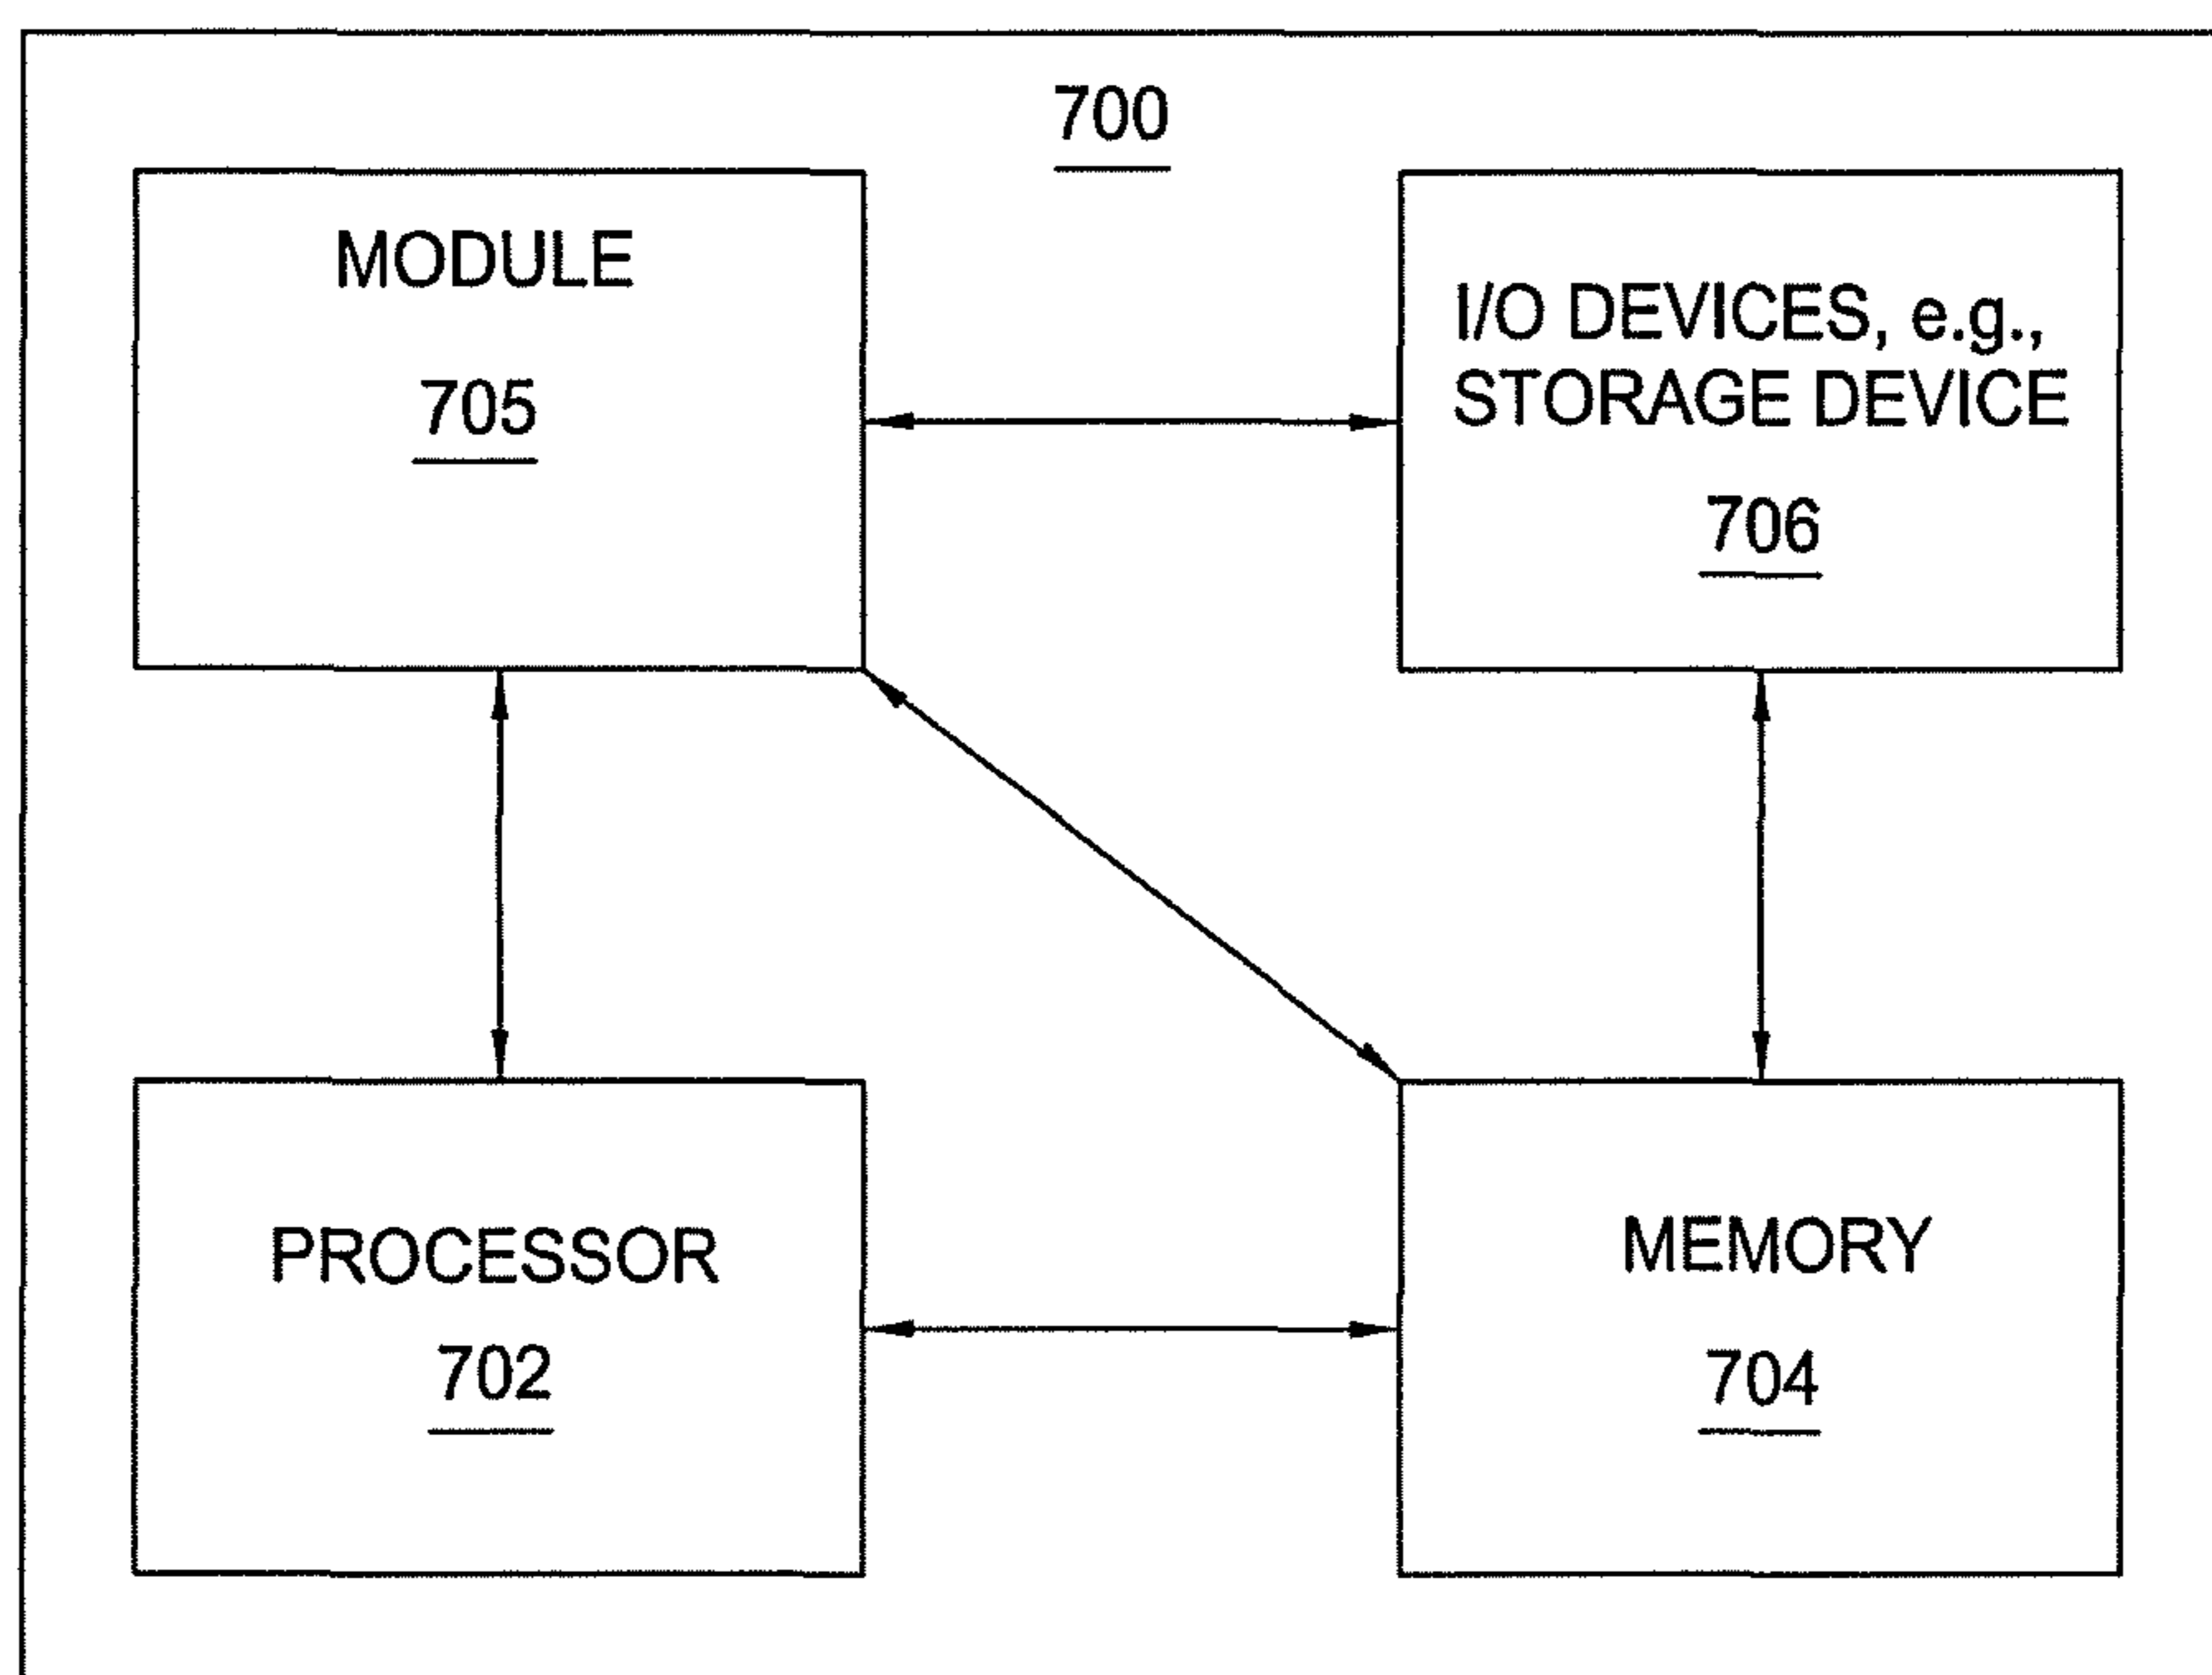 700
MODULE
705
I/O DEVICES, e.g.,
STORAGE DEVICE
706
PROCESSOR
702
MEMORY
704